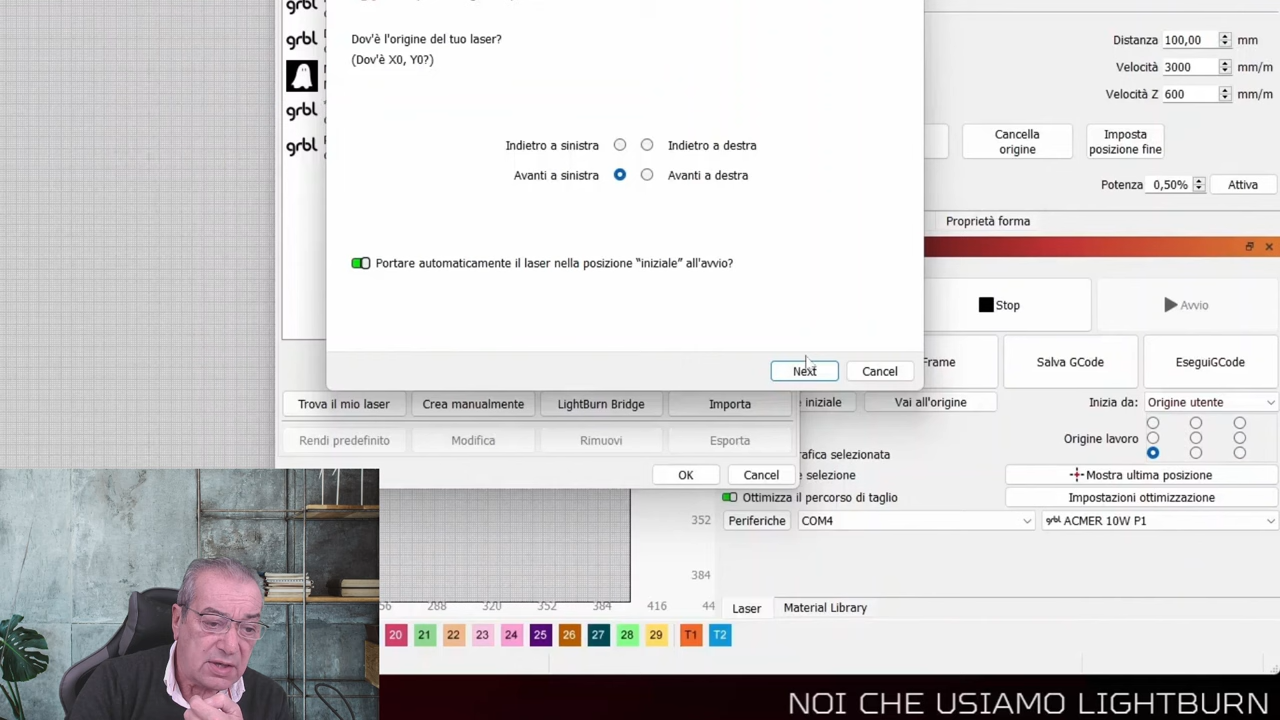 grbl
grbl
grbl
grbl
Dov'è l'origine del tuo laser?
(Dov'è X0, Y0?)
Indietro a sinistra
Indietro a destra
Avanti a sinistra
Avanti a destra
Portare automaticamente il laser nella posizione “iniziale” all'avvio?
Next
Cancel
Distanza 100,00 mm
Velocità 3000 mm/m
Velocità Z 600 mm/m
Cancella origine
Imposta posizione fine
Potenza 0,50% Attiva
Proprietà forma
Stop
Avvio
Frame
Salva GCode
EseguiGCode
Trova il mio laser
Crea manualmente
LightBurn Bridge
Importa
e iniziale
Vai all'origine
Inizia da: Origine utente
Rendi predefinito
Modifica
Rimuovi
Esporta
Origine lavoro
rafica selezionata
OK
Cancel
e selezione
Mostra ultima posizione
Ottimizza il percorso di taglio
Impostazioni ottimizzazione
352
Periferiche
COM4
grbl ACMER 10W P1
384
56 288 320 352 384 416 44
Laser
Material Library
20 21 22 23 24 25 26 27 28 29 T1 T2
NOI CHE USIAMO LIGHTBURN